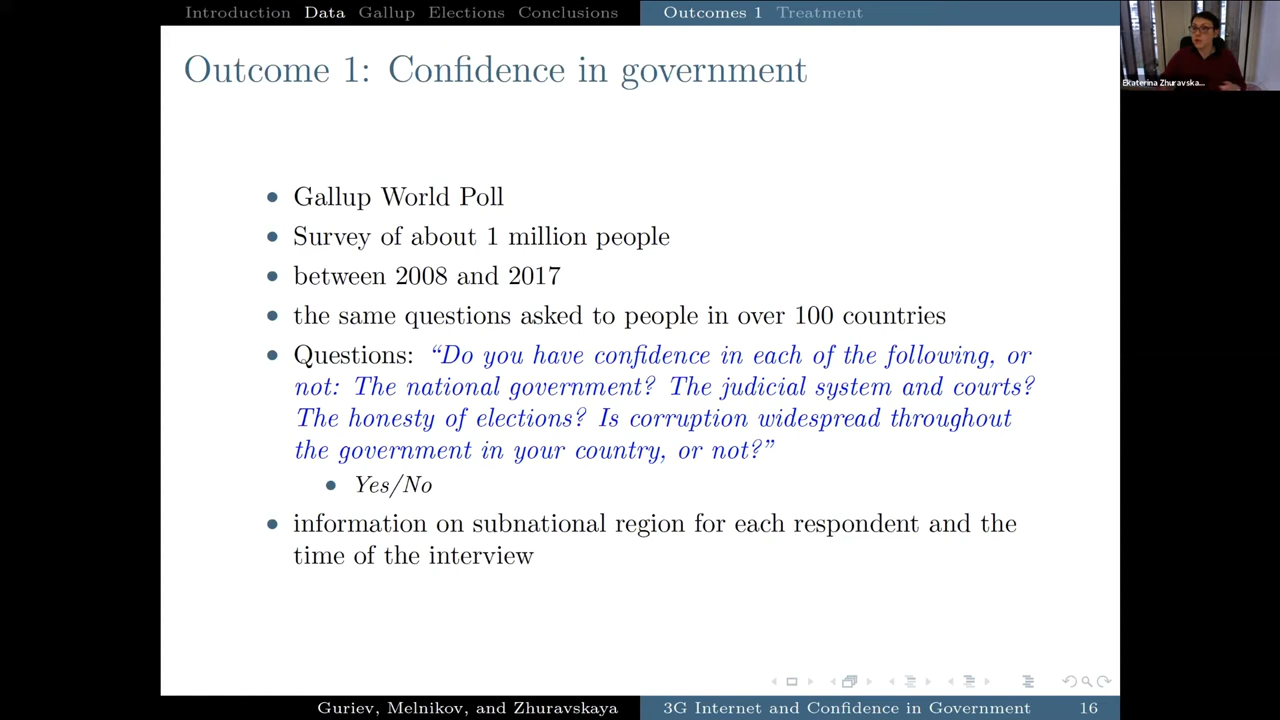 Introduction Data Gallup Elections Conclusions Outcomes 1 Treatment
Ekaterina Zhuravska...
Outcome 1: Confidence in government
• Gallup World Poll
• Survey of about 1 million people
• between 2008 and 2017
• the same questions asked to people in over 100 countries
• Questions: “Do you have confidence in each of the following, or
not: The national government? The judicial system and courts?
The honesty of elections? Is corruption widespread throughout
the government in your country, or not?”
• Yes/No
• information on subnational region for each respondent and the
time of the interview
Guriev, Melnikov, and Zhuravskaya 3G Internet and Confidence in Government 16